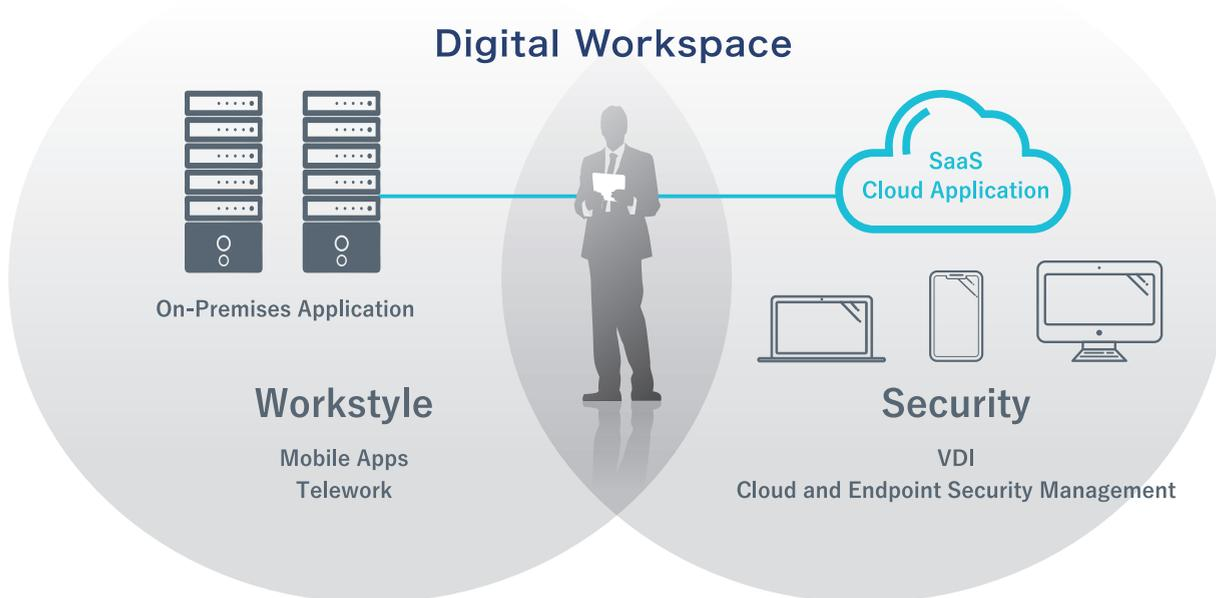 Digital Workspace
SaaS
Cloud Application
On-Premises Application
Workstyle
Mobile Apps
Telework
Security
VDI
Cloud and Endpoint Security Management